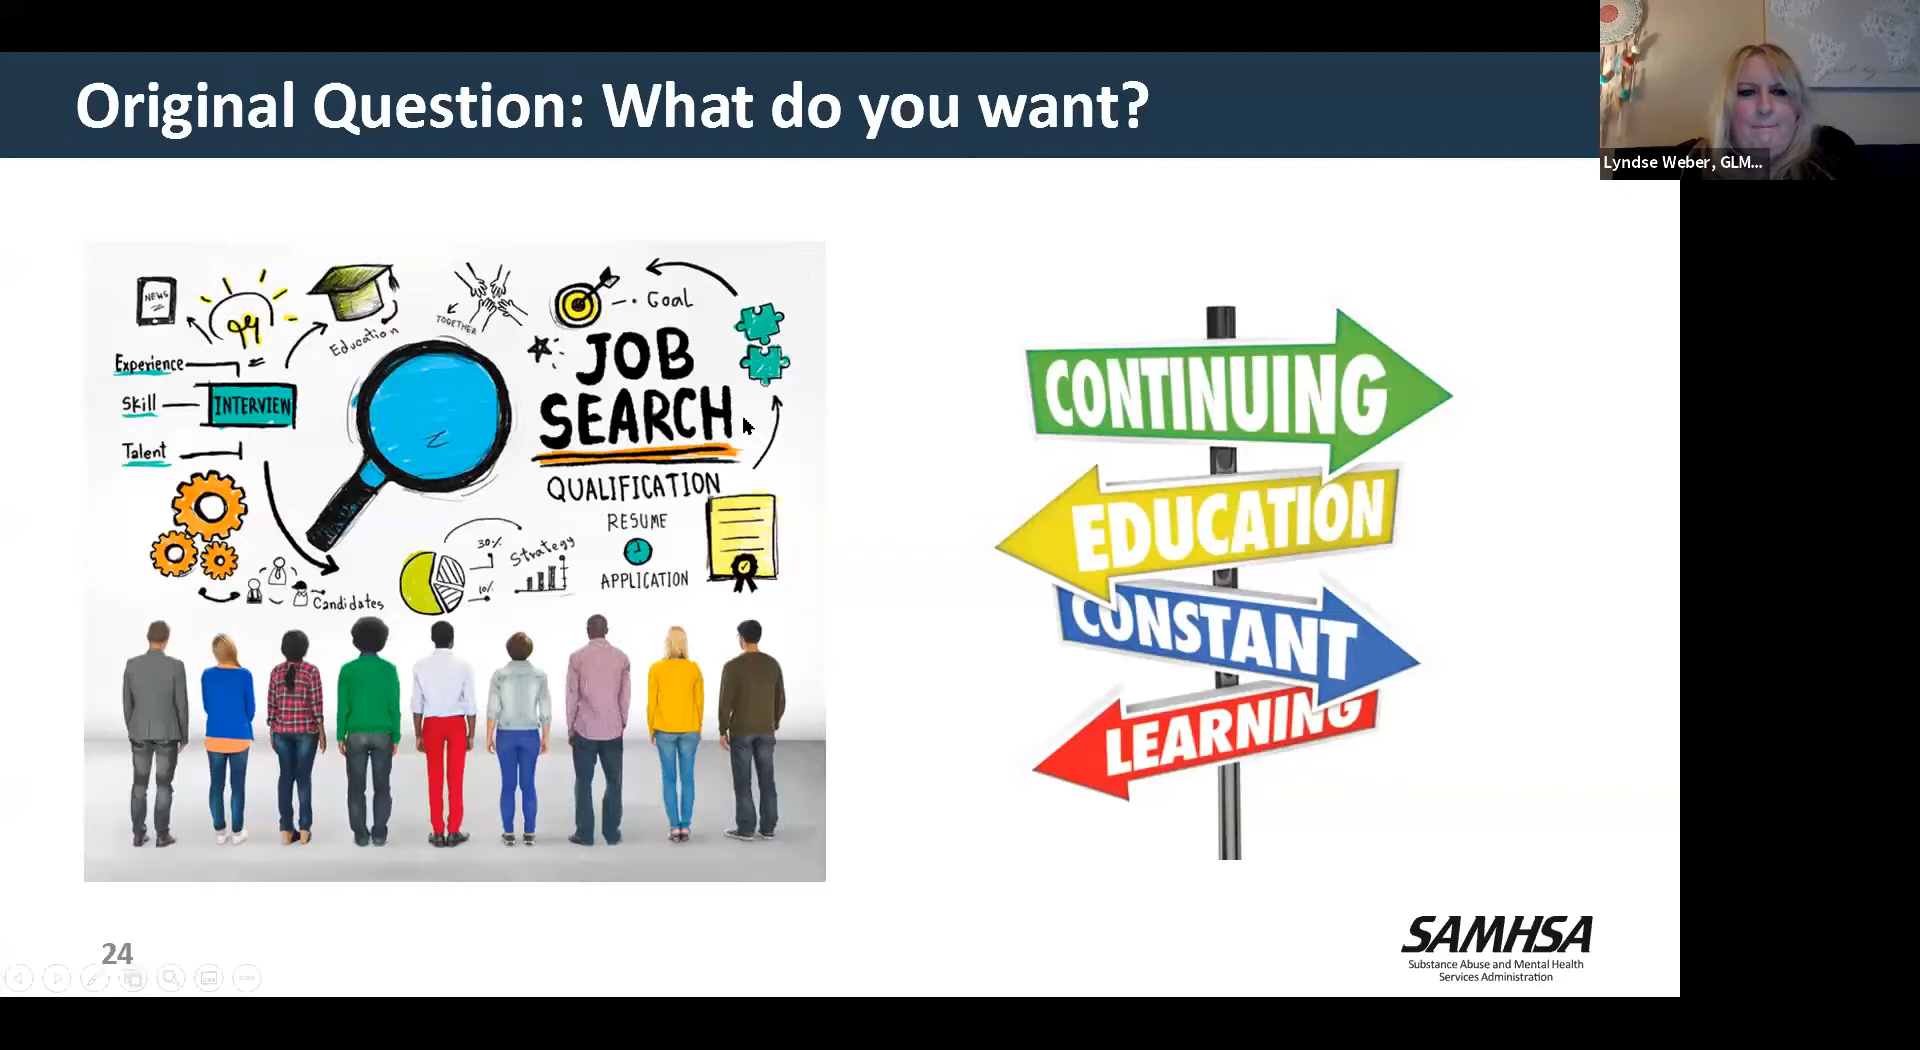 Original Question: What do you want?
Lyndse Weber, GLM...
NEWS
Experience
Skill
Talent
INTERVIEW
Education
TOGETHER
Goal
JOB
SEARCH
QUALIFICATION
RESUME
APPLICATION
30%
10%
Strategy
Candidates
CONTINUING
EDUCATION
CONSTANT
LEARNING
24
SAMHSA
Substance Abuse and Mental Health
Services Administration